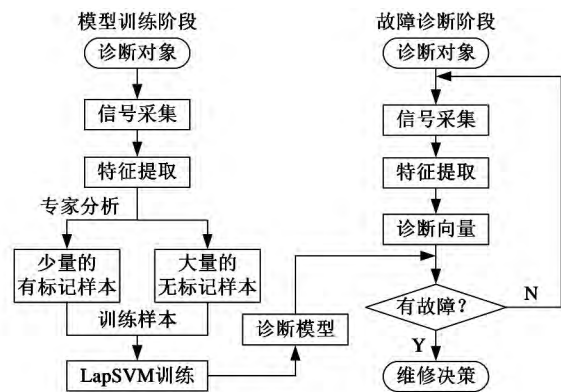 模型训练阶段
诊断对象
信号采集
特征提取
专家分析
少量的
有标记样本
大量的
无标记样本
训练样本
LapSVM训练
诊断模型
故障诊断阶段
诊断对象
信号采集
特征提取
诊断向量
有故障?
N
Y
维修决策